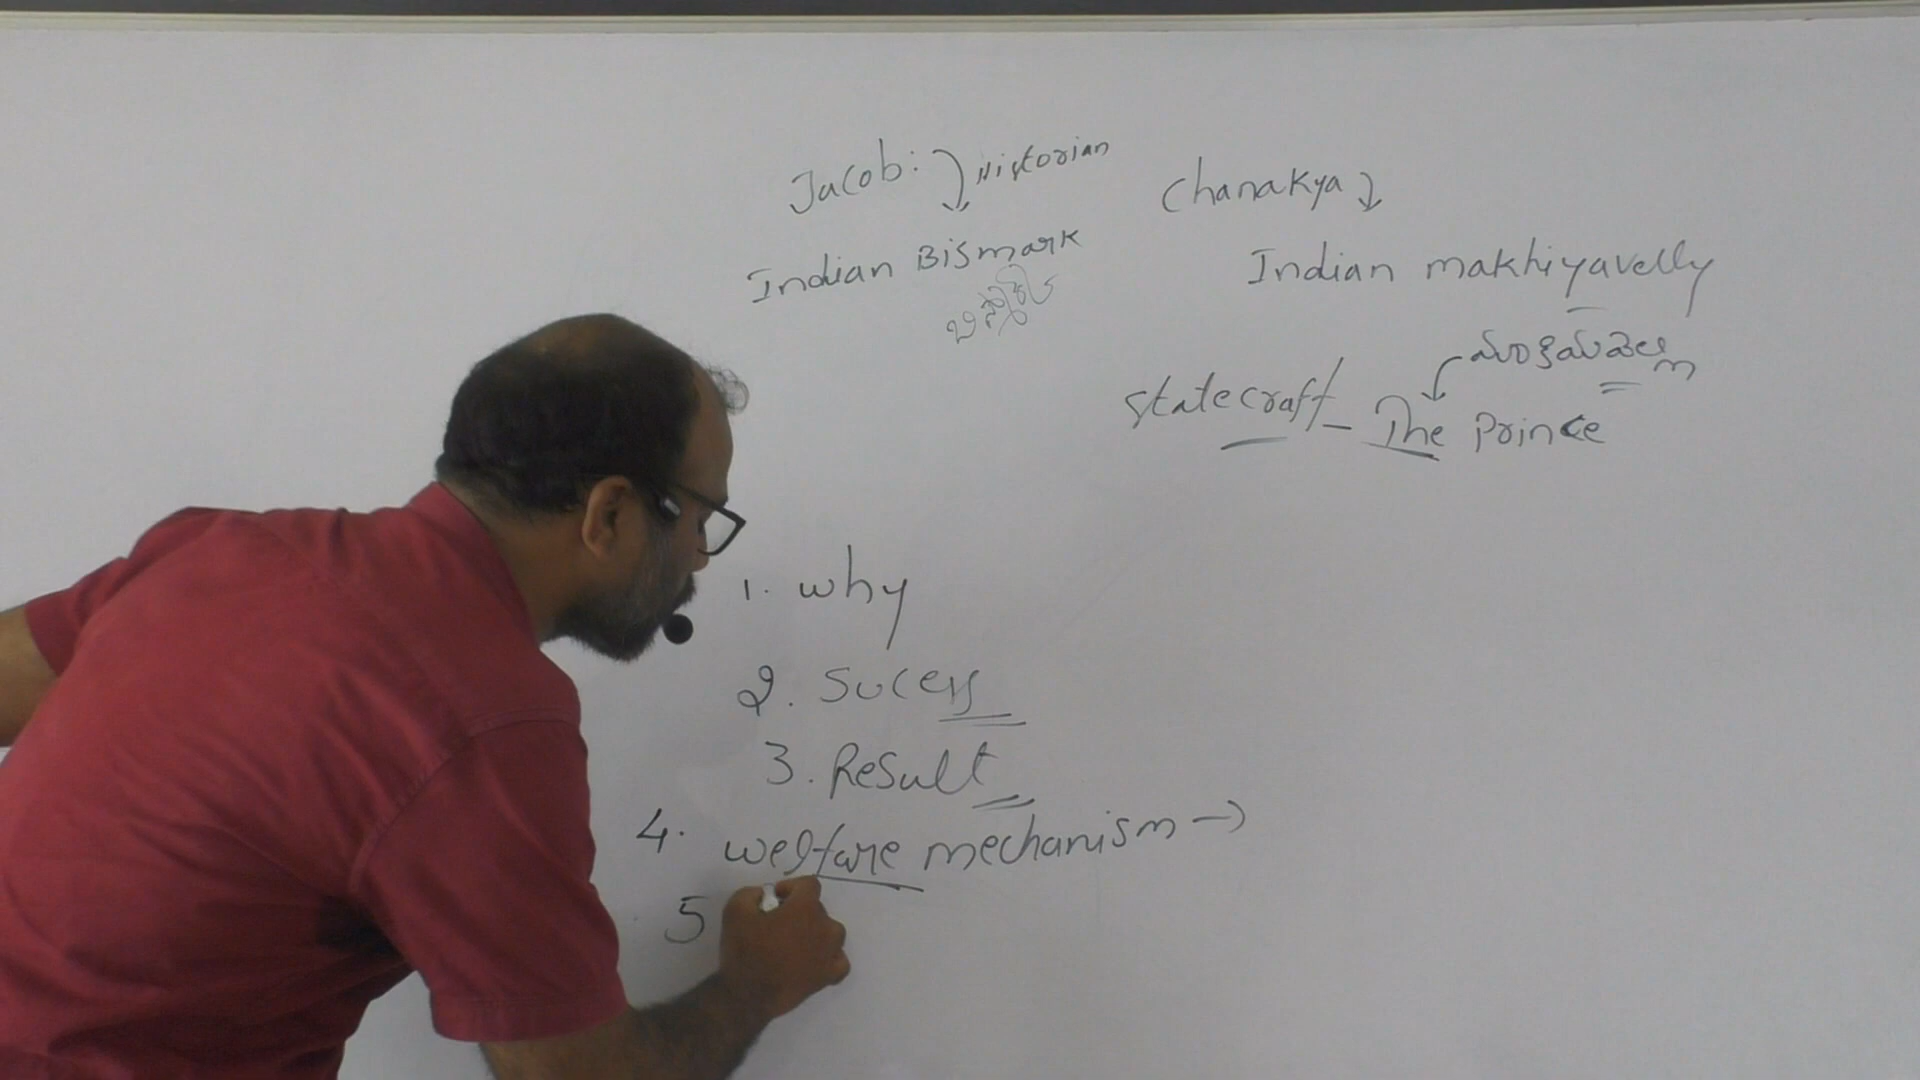 Jacob: Historian
Indian Bismark
Chanakya
Indian makhiyavelly
statecraft - The Prince
1. why
2. Sucess
3. Result
4. welfare mechanism →
5